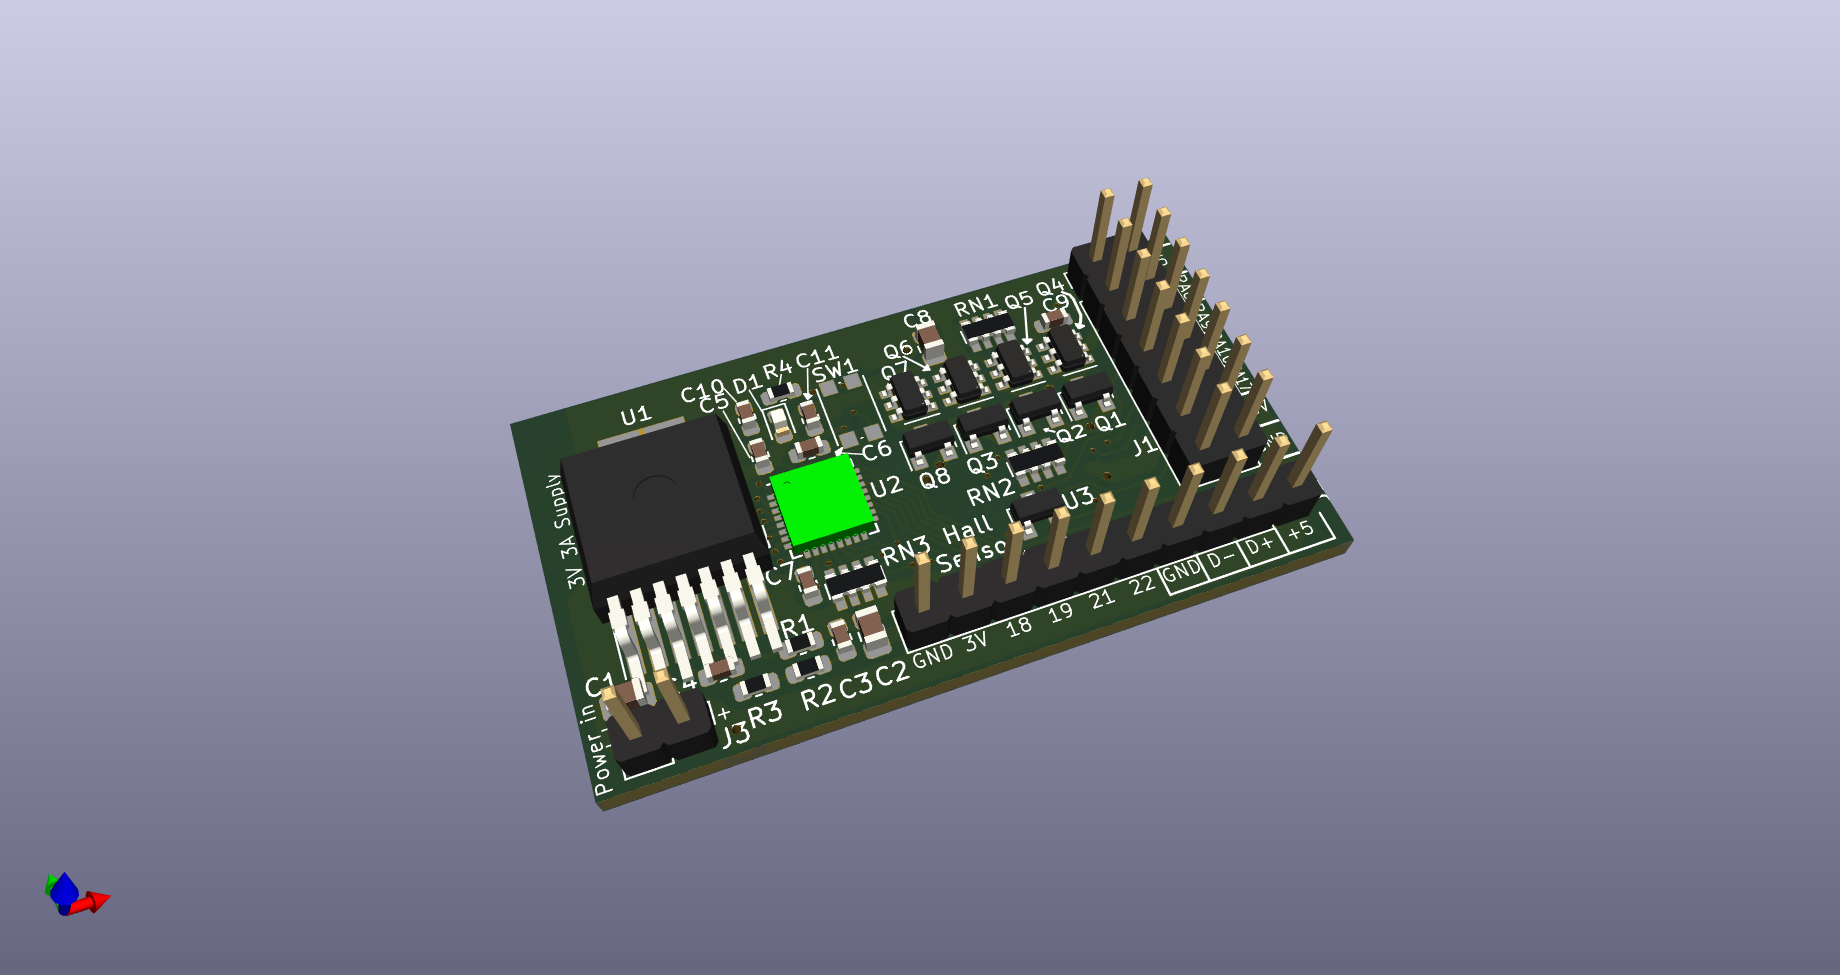 U1
3V 3A Supply
C10
D1
R4
C11
C5
SW1
C8
RN1
Q5
Q4
C9
Q6
Q7
C6
U2
Q8
Q3
Q2
Q1
J1
RN2
U3
Hall
RN3
C7
R1
C1
R2
C3
C2
R3
+
J3
Power_in
GND
3V
18
19
21
22
GND
D-
D+
+5